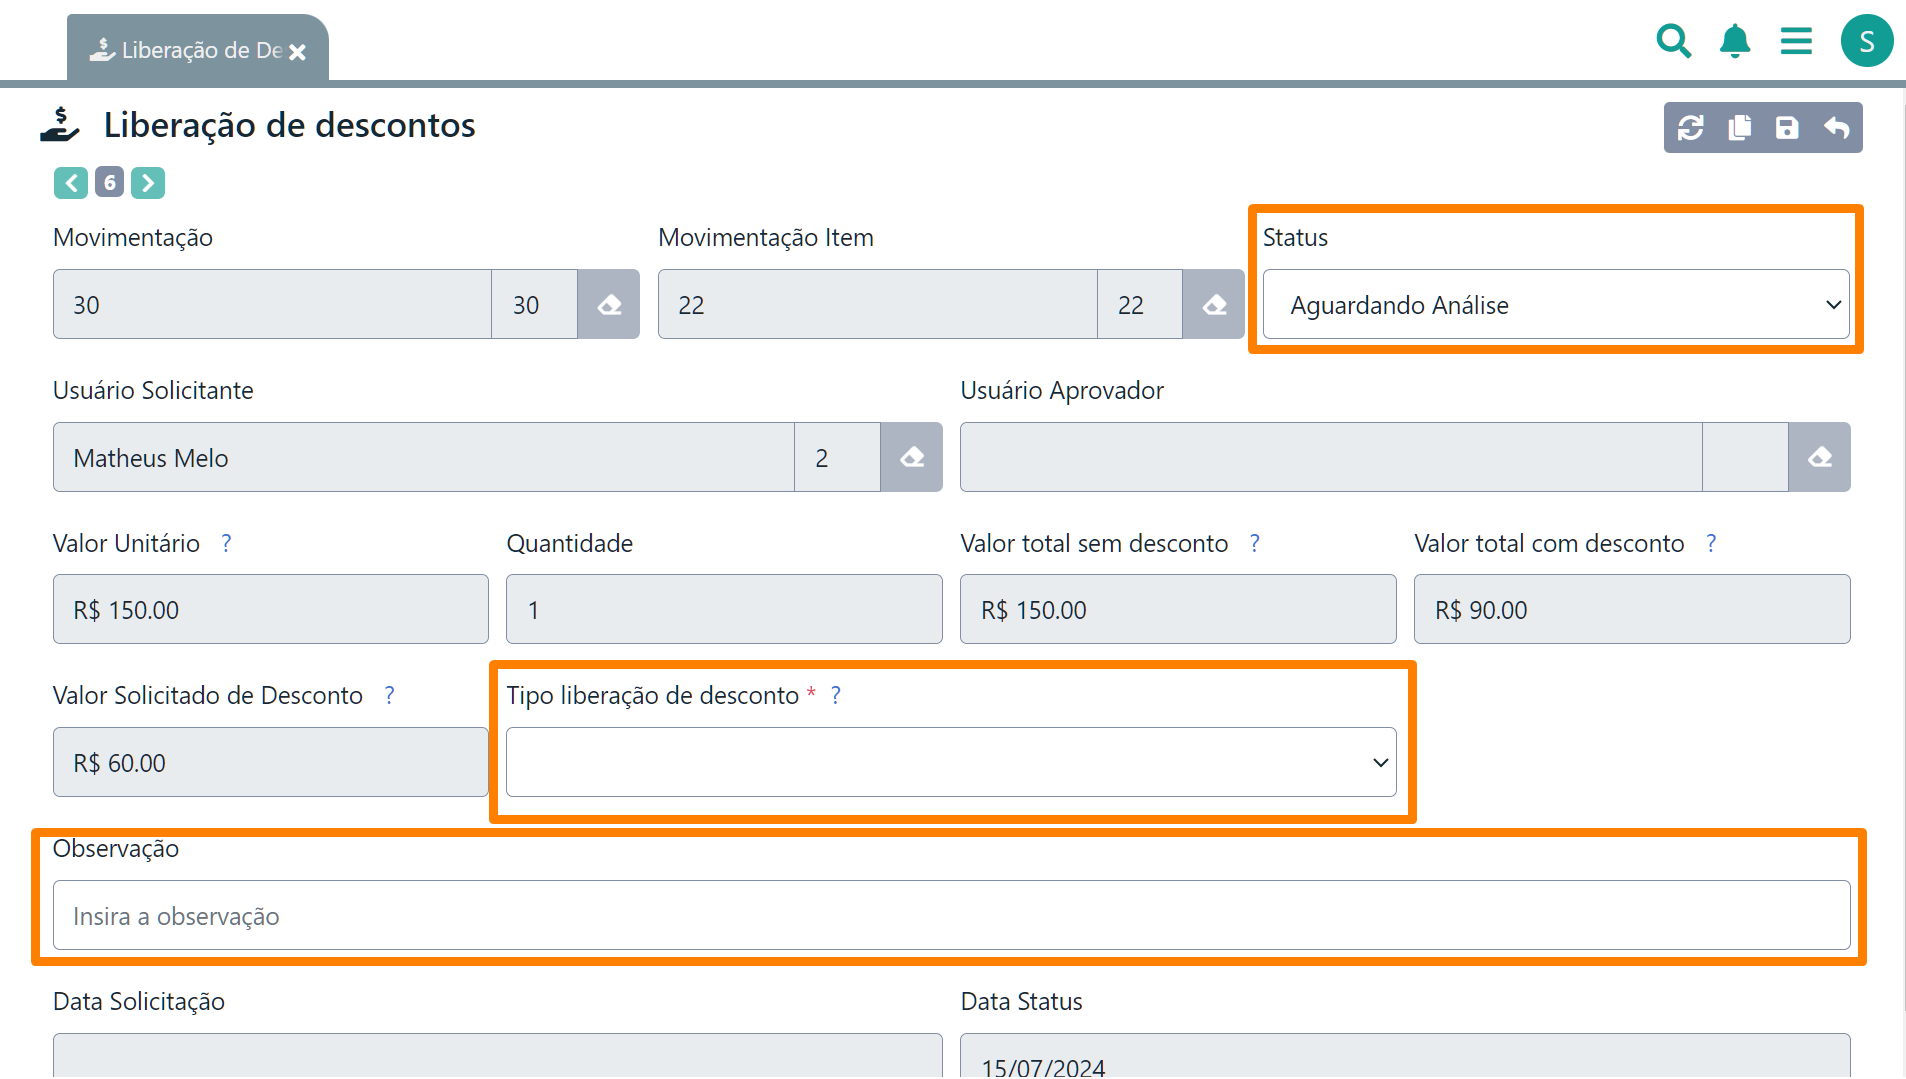 Liberação de De
S
Liberação de descontos
6
Movimentação
Movimentação Item
Status
30
30
22
22
Aguardando Análise
Usuário Solicitante
Usuário Aprovador
Matheus Melo
2
Valor Unitário ?
Quantidade
Valor total sem desconto ?
Valor total com desconto ?
R$ 150.00
1
R$ 150.00
R$ 90.00
Valor Solicitado de Desconto ?
Tipo liberação de desconto * ?
R$ 60.00
Observação
Insira a observação
Data Solicitação
Data Status
15/07/2024